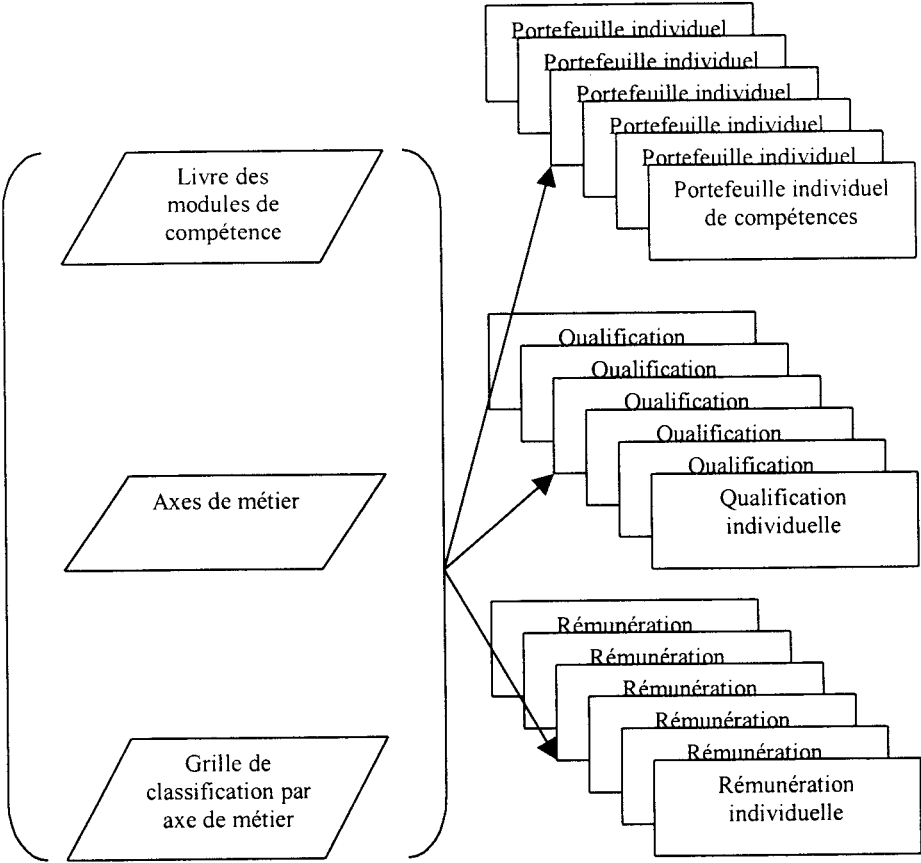 Livre des
modules de
compétence
Axes de métier
Grille de
classification par
axe de métier
Portefeuille individuel
Portefeuille individuel
Portefeuille individuel
Portefeuille individuel
Portefeuille individuel
Portefeuille individuel
de compétences
Qualification
Qualification
Qualification
Qualification
Qualification
Qualification
individuelle
Rémunération
Rémunération
Rémunération
Rémunération
Rémunération
Rémunération
individuelle